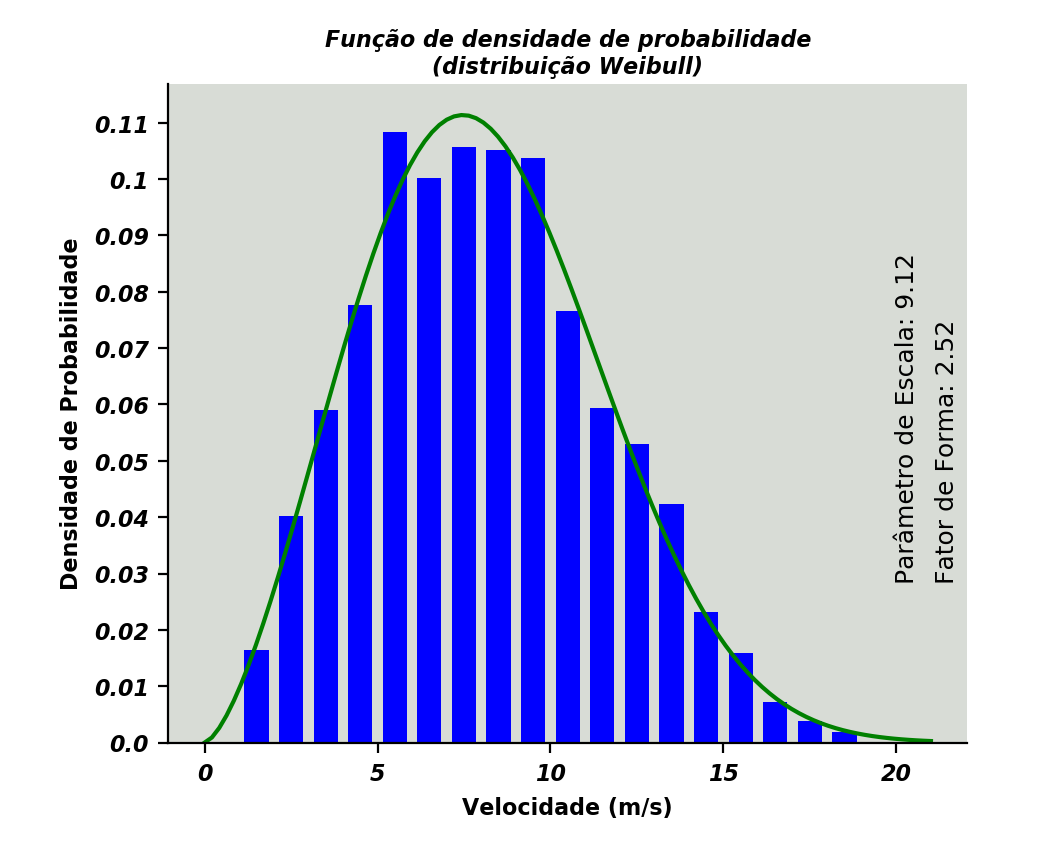 Função de densidade de probabilidade
(distribuição Weibull)
Densidade de Probabilidade
0.11
0.1
0.09
0.08
0.07
0.06
0.05
0.04
0.03
0.02
0.01
0.0
0 5 10 15 20
Velocidade (m/s)
Parâmetro de Escala: 9.12
Fator de Forma: 2.52